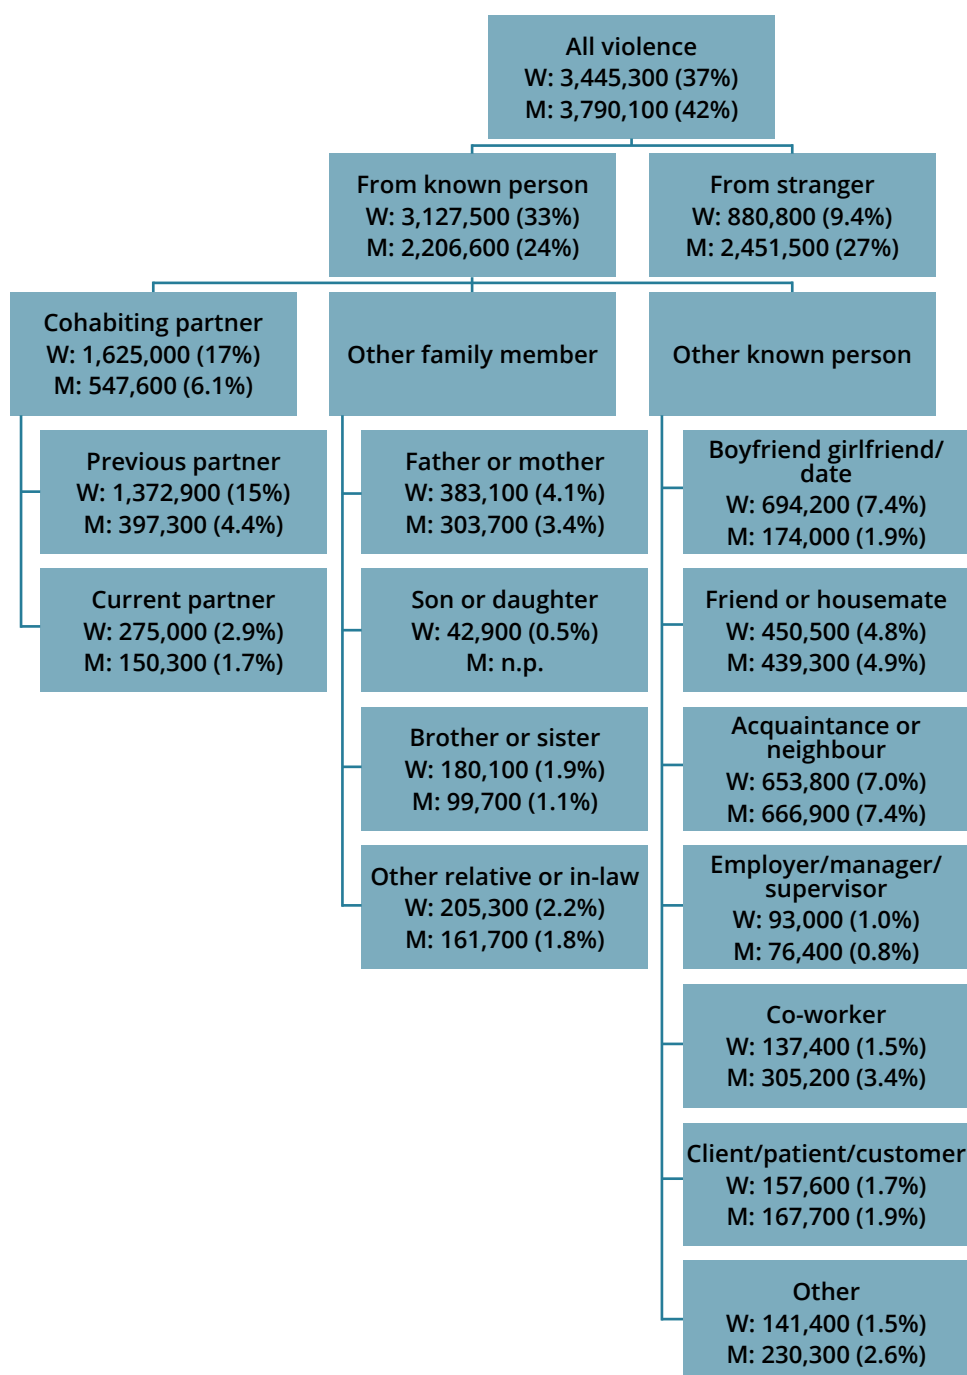 All violence
W: 3,445,300 (37%)
M: 3,790,100 (42%)
From known person
W: 3,127,500 (33%)
M: 2,206,600 (24%)
From stranger
W: 880,800 (9.4%)
M: 2,451,500 (27%)
Cohabiting partner
W: 1,625,000 (17%)
M: 547,600 (6.1%)
Other family member
Other known person
Previous partner
W: 1,372,900 (15%)
M: 397,300 (4.4%)
Current partner
W: 275,000 (2.9%)
M: 150,300 (1.7%)
Father or mother
W: 383,100 (4.1%)
M: 303,700 (3.4%)
Son or daughter
W: 42,900 (0.5%)
M: n.p.
Brother or sister
W: 180,100 (1.9%)
M: 99,700 (1.1%)
Other relative or in-law
W: 205,300 (2.2%)
M: 161,700 (1.8%)
Boyfriend girlfriend/
date
W: 694,200 (7.4%)
M: 174,000 (1.9%)
Friend or housemate
W: 450,500 (4.8%)
M: 439,300 (4.9%)
Acquaintance or
neighbour
W: 653,800 (7.0%)
M: 666,900 (7.4%)
Employer/manager/
supervisor
W: 93,000 (1.0%)
M: 76,400 (0.8%)
Co-worker
W: 137,400 (1.5%)
M: 305,200 (3.4%)
Client/patient/customer
W: 157,600 (1.7%)
M: 167,700 (1.9%)
Other
W: 141,400 (1.5%)
M: 230,300 (2.6%)